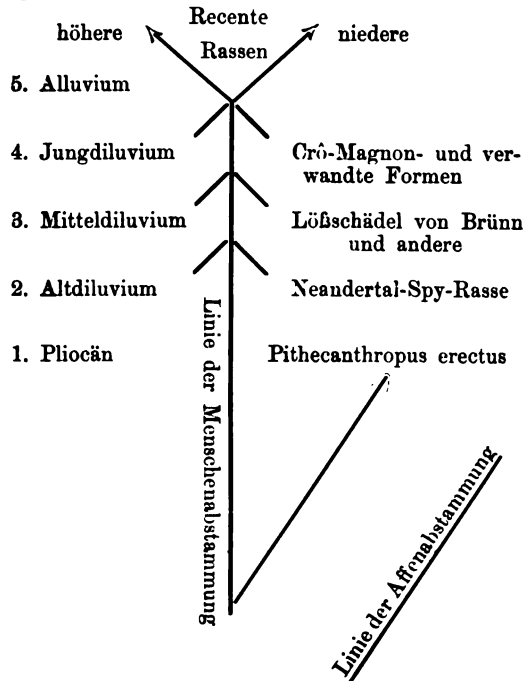 höhere
Recente
Rassen
niedere
5. Alluvium
4. Jungdiluvium
Crô-Magnon- und ver-
wandte Formen
3. Mitteldiluvium
Lößschädel von Brünn
und andere
2. Altdiluvium
Neandertal-Spy-Rasse
1. Pliocän
Pithecanthropus erectus
Linie der Menschenabstammung
Linie der Affenabstammung